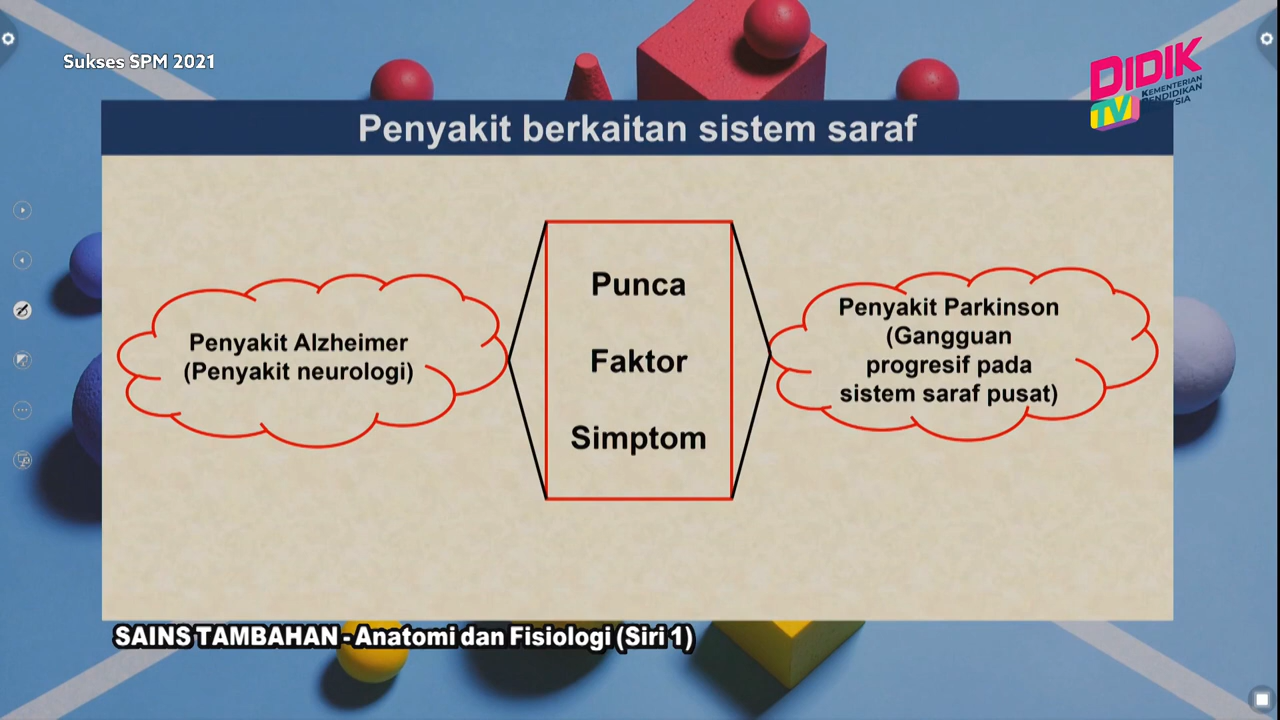 Sukses SPM 2021
DIDIK
TV
KEMENTERIAN
PENDIDIKAN
MALAYSIA
Penyakit berkaitan sistem saraf
Penyakit Alzheimer
(Penyakit neurologi)
Punca
Faktor
Simptom
Penyakit Parkinson
(Gangguan
progresif pada
sistem saraf pusat)
SAINS TAMBAHAN - Anatomi dan Fisiologi (Siri 1)